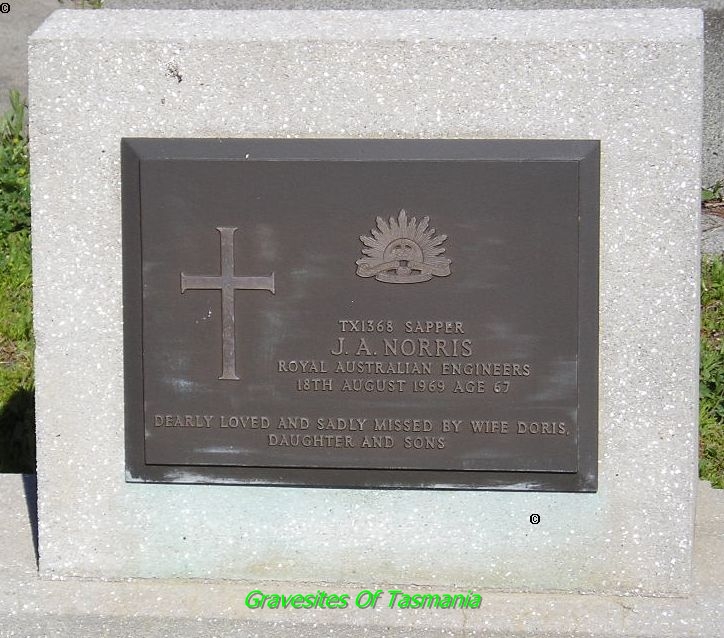 ©
TX1368 SAPPER
J. A. NORRIS
ROYAL AUSTRALIAN ENGINEERS
18TH AUGUST 1969 AGE 67
DEARLY LOVED AND SADLY MISSED BY WIFE DORIS,
DAUGHTER AND SONS
©
Gravesites Of Tasmania